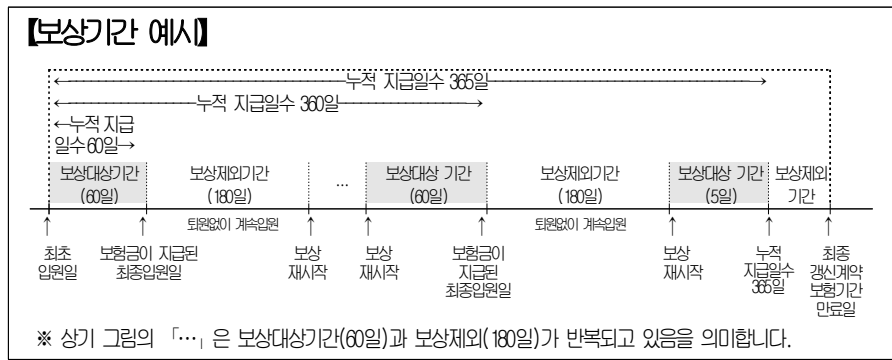 【보상기간 예시】
누적 지급일수 365일
누적 지급일수 360일
누적 지급
일수 60일
보상대상기간
(60일)
보상제외기간
(180일)
...
보상대상 기간
(60일)
보상제외기간
(180일)
보상대상 기간
(5일)
보상제외
기간
퇴원없이 계속입원
퇴원없이 계속입원
최초
입원일
보험금이 지급된
최종입원일
보상
재시작
보상
재시작
보험금이
지급된
최종입원일
보상
재시작
누적
지급일수
365일
최종
갱신계약
보험기간
만료일
※ 상기 그림의 「…」은 보상대상기간(60일)과 보상제외(180일)가 반복되고 있음을 의미합니다.